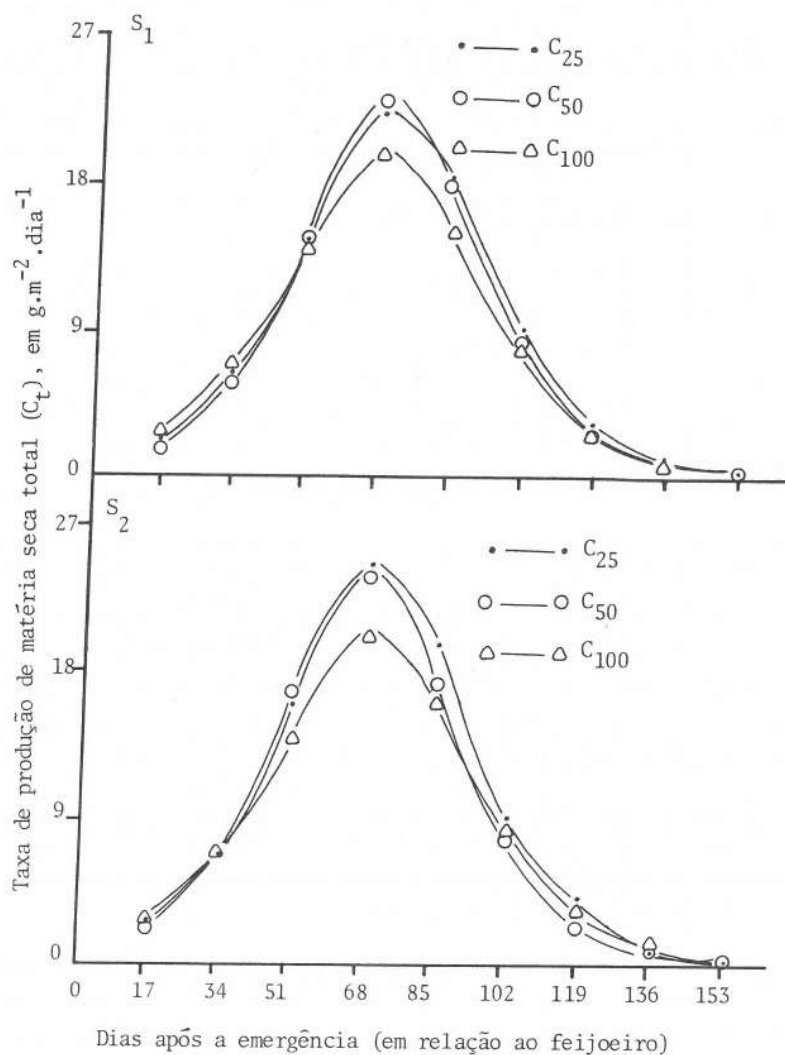 27
S1
C25
C50
C100
18
9
0
S2
27
C25
C50
C100
18
9
0
0 17 34 51 68 85 102 119 136 153
Taxa de produção de matéria seca total (Ct), em g.m-2.dia-1
Dias após a emergência (em relação ao feijoeiro)